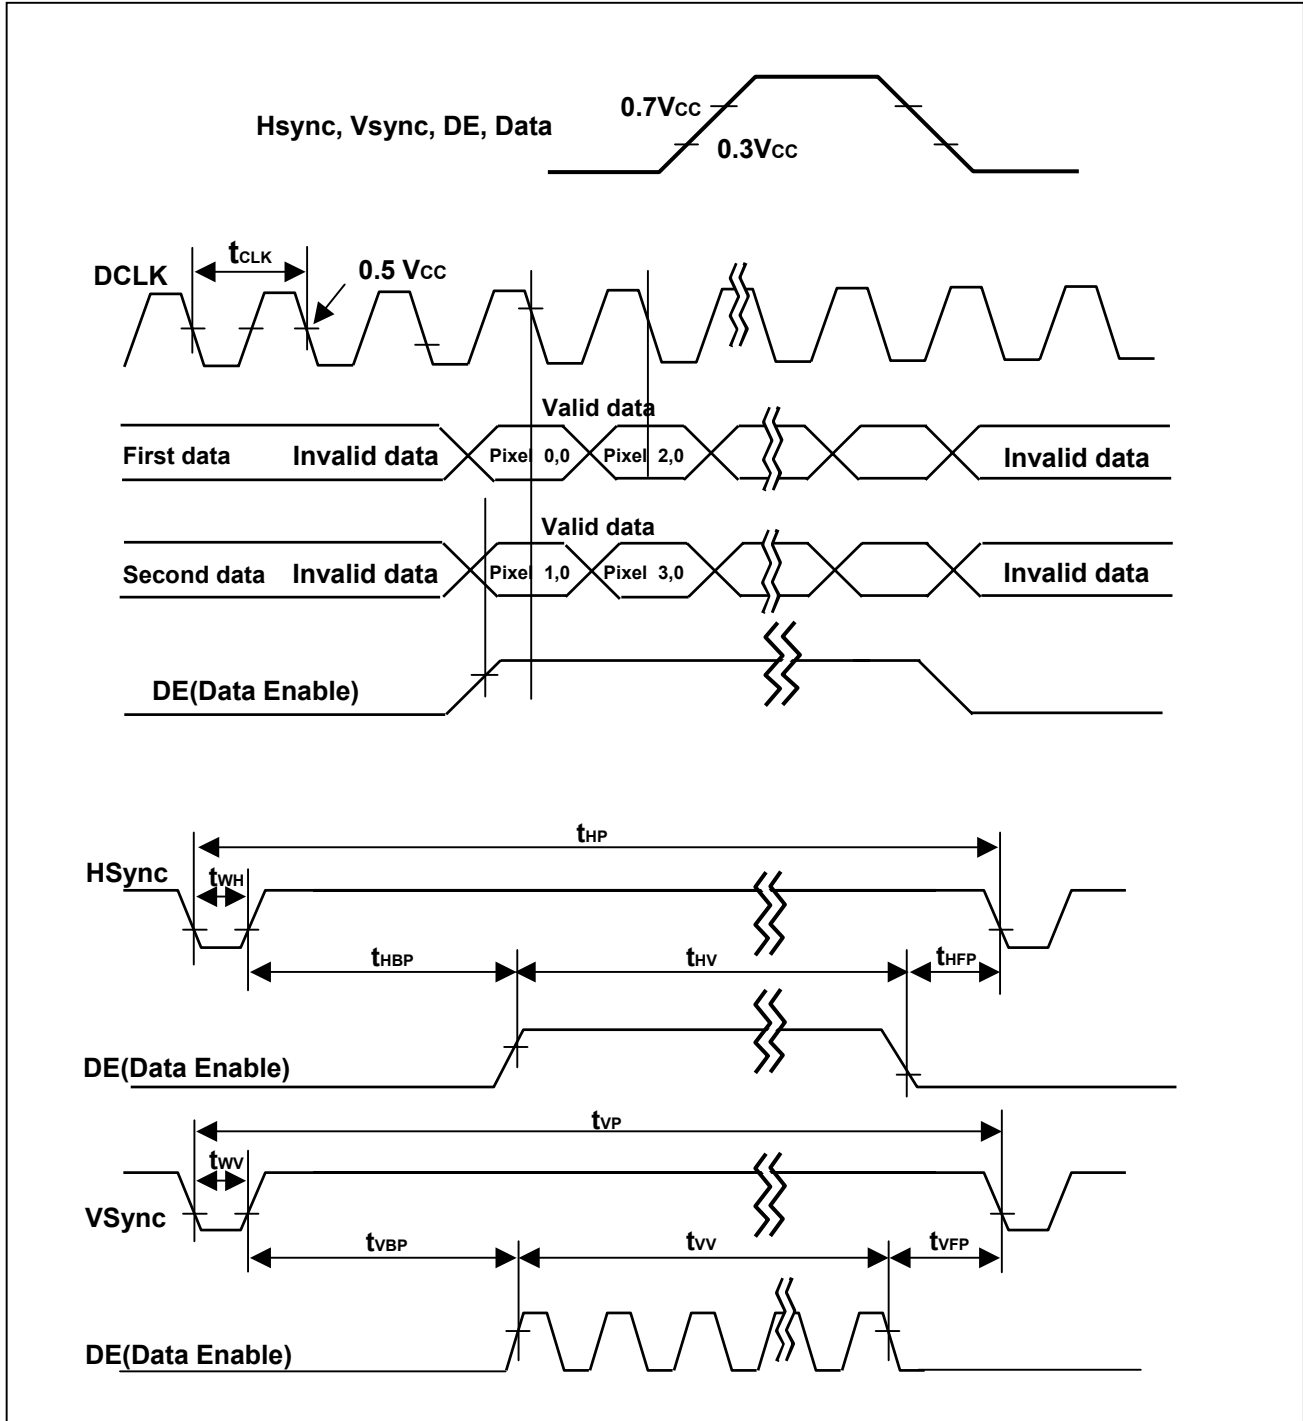 0.7VCC
Hsync, Vsync, DE, Data
0.3VCC
tCLK
DCLK
0.5 VCC
Valid data
First data Invalid data Pixel 0,0 Pixel 2,0 Invalid data
Valid data
Second data Invalid data Pixel 1,0 Pixel 3,0 Invalid data
DE(Data Enable)
tHP
HSync
tWH
tHBP tHV tHFP
DE(Data Enable)
tVP
tWV
VSync
tVBP tVV tVFP
DE(Data Enable)